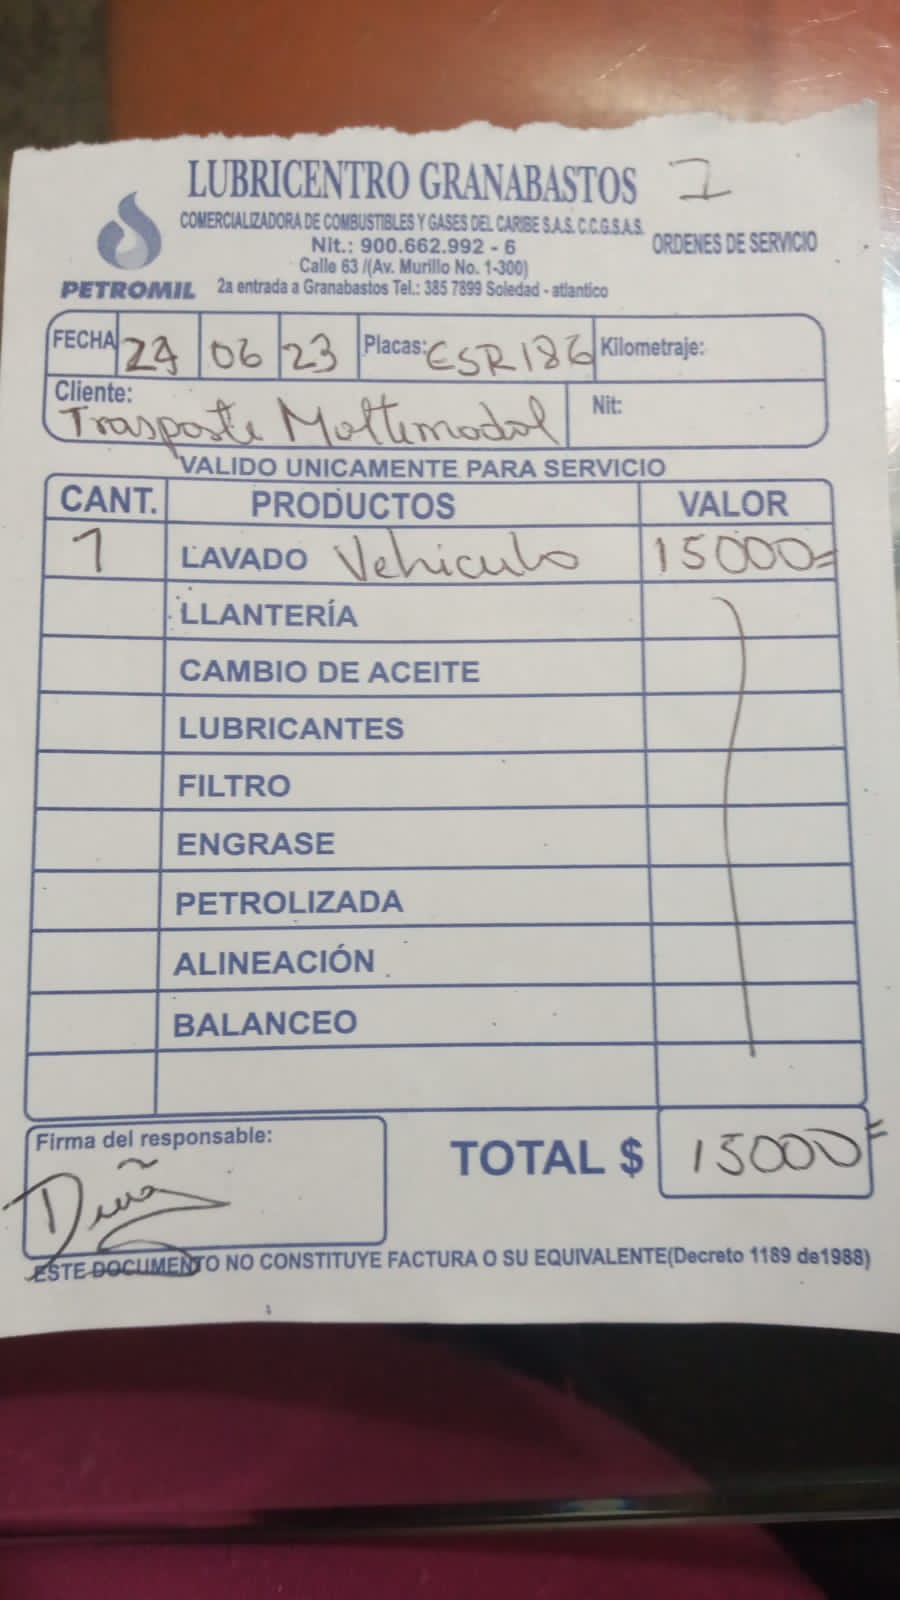 LUBRICENTRO GRANABASTOS 1
COMERCIALIZADORA DE COMBUSTIBLES Y GASES DEL CARIBE S.A.S. C.C.G.S.A.S.
Nit.: 900.662.992 - 6
ORDENES DE SERVICIO
Calle 63 /(Av. Murillo No. 1-300)
PETROMIL
2a entrada a Granabastos Tel.: 385 7899 Soledad - atlantico
FECHA 24 06 23 Placas: ESR186 Kilometraje:
Cliente: Trasporte Moltimodal Nit:
VALIDO UNICAMENTE PARA SERVICIO
CANT. PRODUCTOS VALOR
1 LAVADO Vehiculo 15000=
LLANTERÍA
CAMBIO DE ACEITE
LUBRICANTES
FILTRO
ENGRASE
PETROLIZADA
ALINEACIÓN
BALANCEO
Firma del responsable:
TOTAL $ 15000=
ESTE DOCUMENTO NO CONSTITUYE FACTURA O SU EQUIVALENTE(Decreto 1189 de1988)